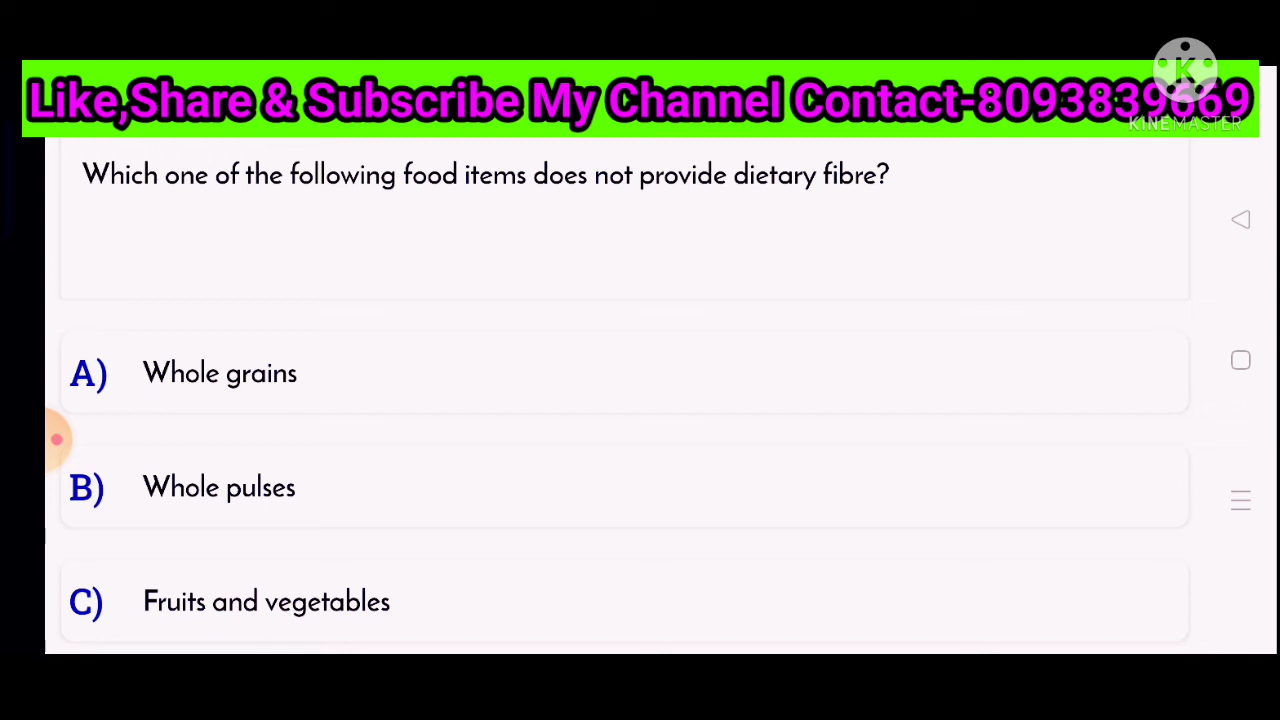 Like,Share & Subscribe My Channel Contact-8093839669
K
KINEMASTER
Which one of the following food items does not provide dietary fibre?
A) Whole grains
B) Whole pulses
C) Fruits and vegetables